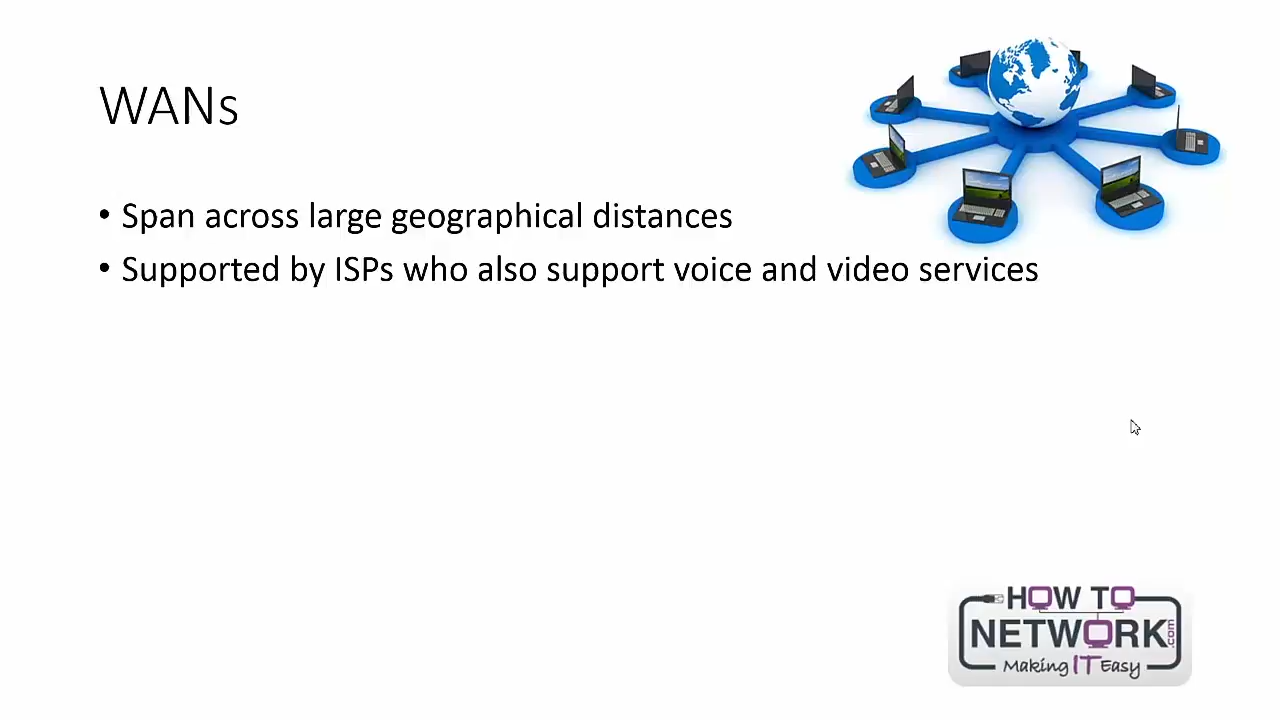 WANs
• Span across large geographical distances
• Supported by ISPs who also support voice and video services
HOW TO
NETWORK.com
Making IT Easy